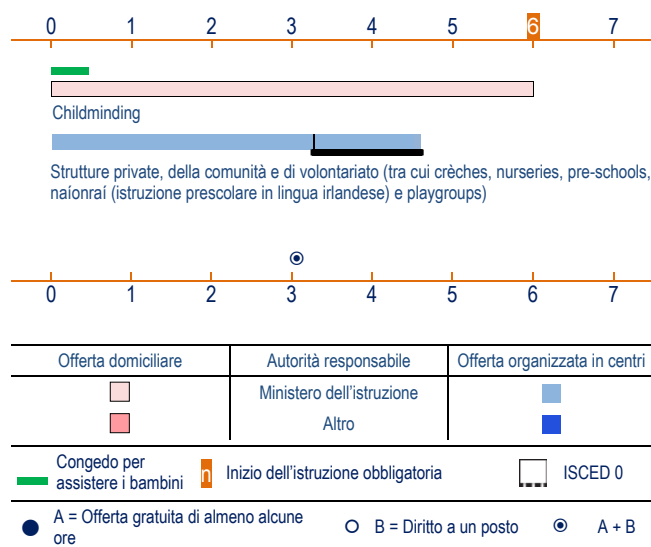 0 1 2 3 4 5 6 7
Childminding
Strutture private, della comunità e di volontariato (tra cui crèches, nurseries, pre-schools,
naíonraí (istruzione prescolare in lingua irlandese) e playgroups)
0 1 2 3 4 5 6 7
Offerta domiciliare Autorità responsabile Offerta organizzata in centri
Ministero dell'istruzione
Altro
Congedo per
assistere i bambini
n Inizio dell'istruzione obbligatoria ISCED 0
A = Offerta gratuita di almeno alcune
ore
B = Diritto a un posto A + B